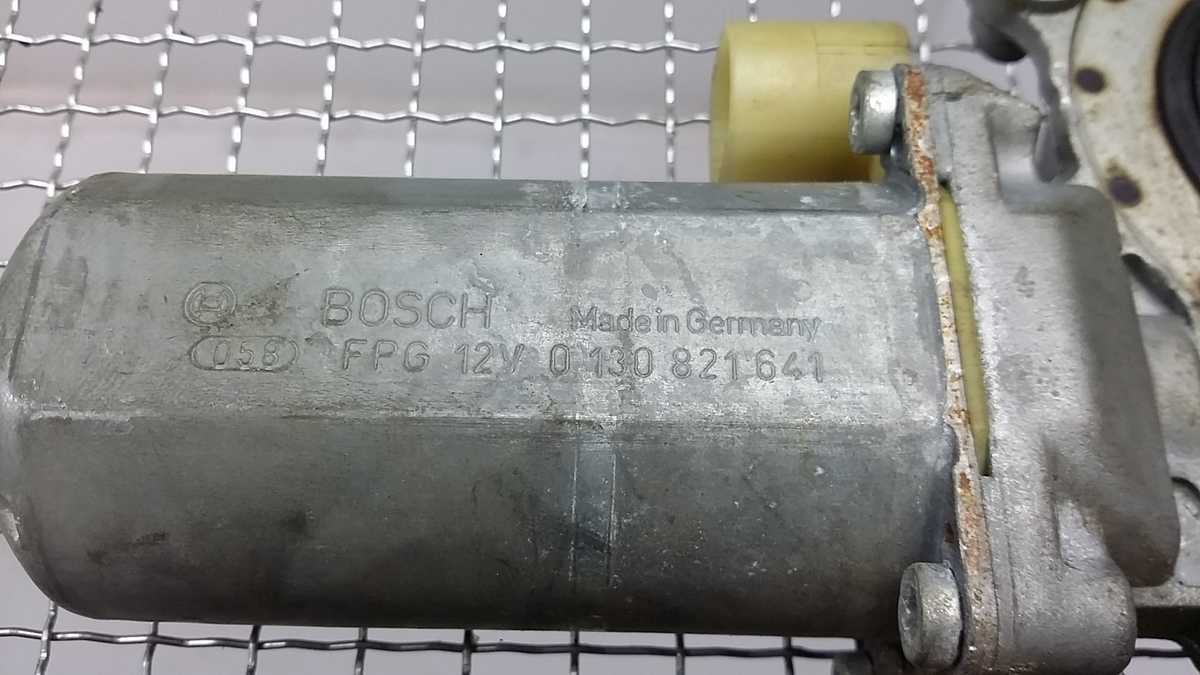 BOSCH Made in Germany
058 FPG 12V 0 130 821 641